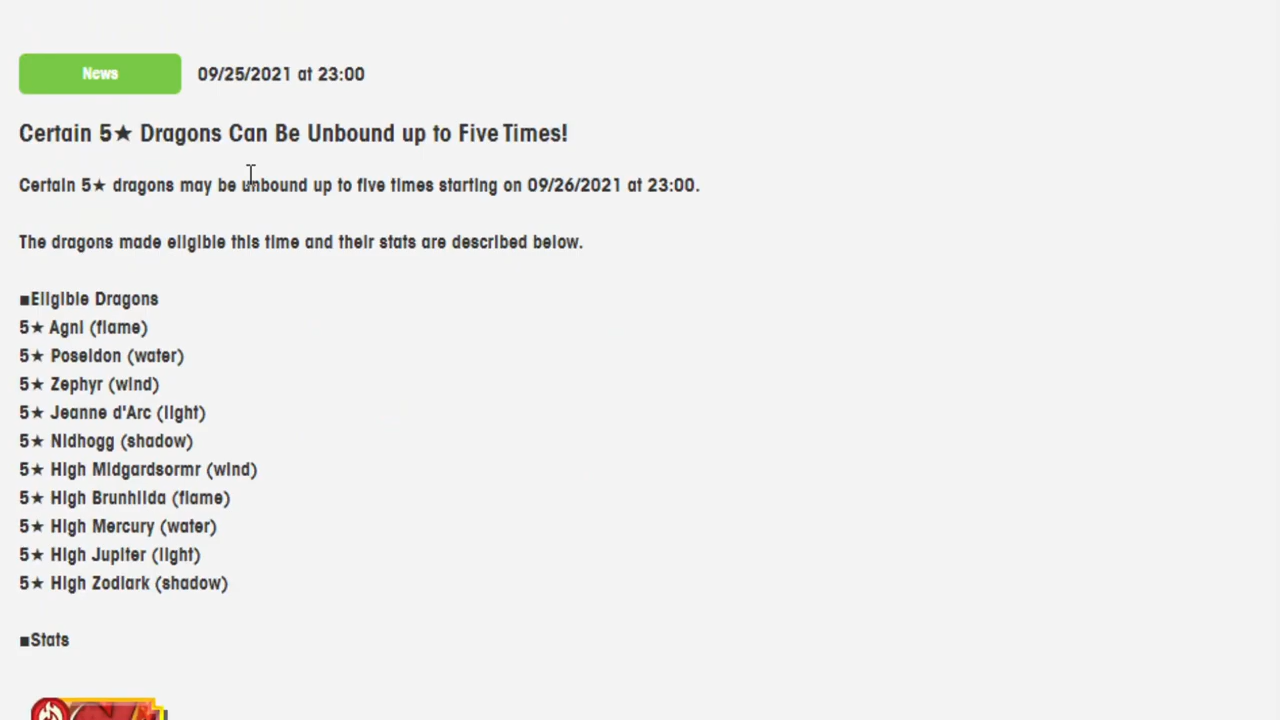 News 09/25/2021 at 23:00
Certain 5★ Dragons Can Be Unbound up to Five Times!
Certain 5★ dragons may be unbound up to five times starting on 09/26/2021 at 23:00.
The dragons made eligible this time and their stats are described below.
■Eligible Dragons
5★ Agni (flame)
5★ Poseidon (water)
5★ Zephyr (wind)
5★ Jeanne d'Arc (light)
5★ Nidhogg (shadow)
5★ High Midgardsormr (wind)
5★ High Brunhilda (flame)
5★ High Mercury (water)
5★ High Jupiter (light)
5★ High Zodiark (shadow)
■Stats